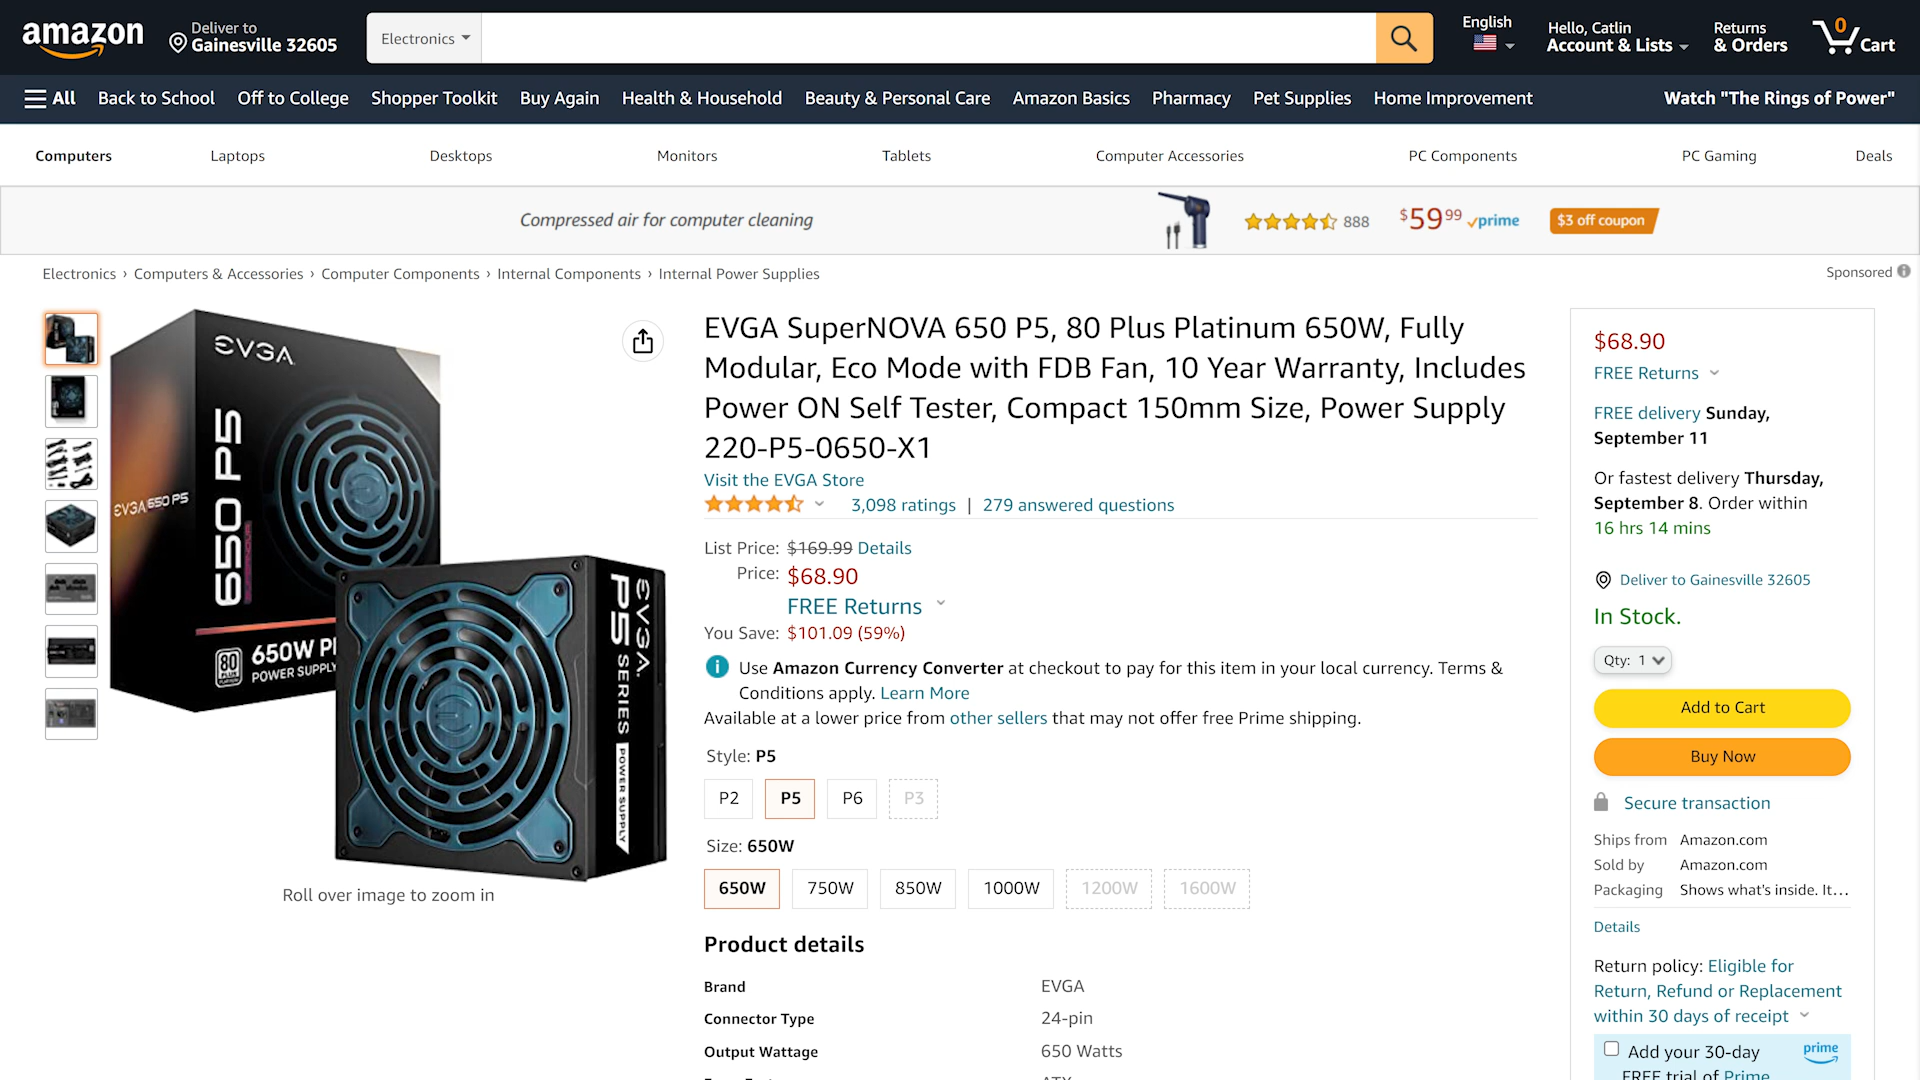 amazon
Deliver to
Gainesville 32605
Electronics
English
Hello, Catlin
Account & Lists
Returns
& Orders
0
Cart
All
Back to School
Off to College
Shopper Toolkit
Buy Again
Health & Household
Beauty & Personal Care
Amazon Basics
Pharmacy
Pet Supplies
Home Improvement
Watch "The Rings of Power"
Computers
Laptops
Desktops
Monitors
Tablets
Computer Accessories
PC Components
PC Gaming
Deals
Compressed air for computer cleaning
888
$59 99 prime
$3 off coupon
Electronics › Computers & Accessories › Computer Components › Internal Components › Internal Power Supplies
Sponsored
EVGA
650 P5
EVGA 650 P5
80 PLUS
650W Pl
POWER SUPPLY
EVGA.
P5 SERIES
POWER SUPPLY
Roll over image to zoom in
EVGA SuperNOVA 650 P5, 80 Plus Platinum 650W, Fully
Modular, Eco Mode with FDB Fan, 10 Year Warranty, Includes
Power ON Self Tester, Compact 150mm Size, Power Supply
220-P5-0650-X1
Visit the EVGA Store
3,098 ratings | 279 answered questions
List Price: $169.99 Details
Price: $68.90
FREE Returns
You Save: $101.09 (59%)
Use Amazon Currency Converter at checkout to pay for this item in your local currency. Terms &
Conditions apply. Learn More
Available at a lower price from other sellers that may not offer free Prime shipping.
Style: P5
P2
P5
P6
P3
Size: 650W
650W
750W
850W
1000W
1200W
1600W
Product details
Brand EVGA
Connector Type 24-pin
Output Wattage 650 Watts
$68.90
FREE Returns
FREE delivery Sunday,
September 11
Or fastest delivery Thursday,
September 8. Order within
16 hrs 14 mins
Deliver to Gainesville 32605
In Stock.
Qty: 1
Add to Cart
Buy Now
Secure transaction
Ships from Amazon.com
Sold by Amazon.com
Packaging Shows what's inside. It…
Details
Return policy: Eligible for
Return, Refund or Replacement
within 30 days of receipt
Add your 30-day
prime
FREE trial of Prime